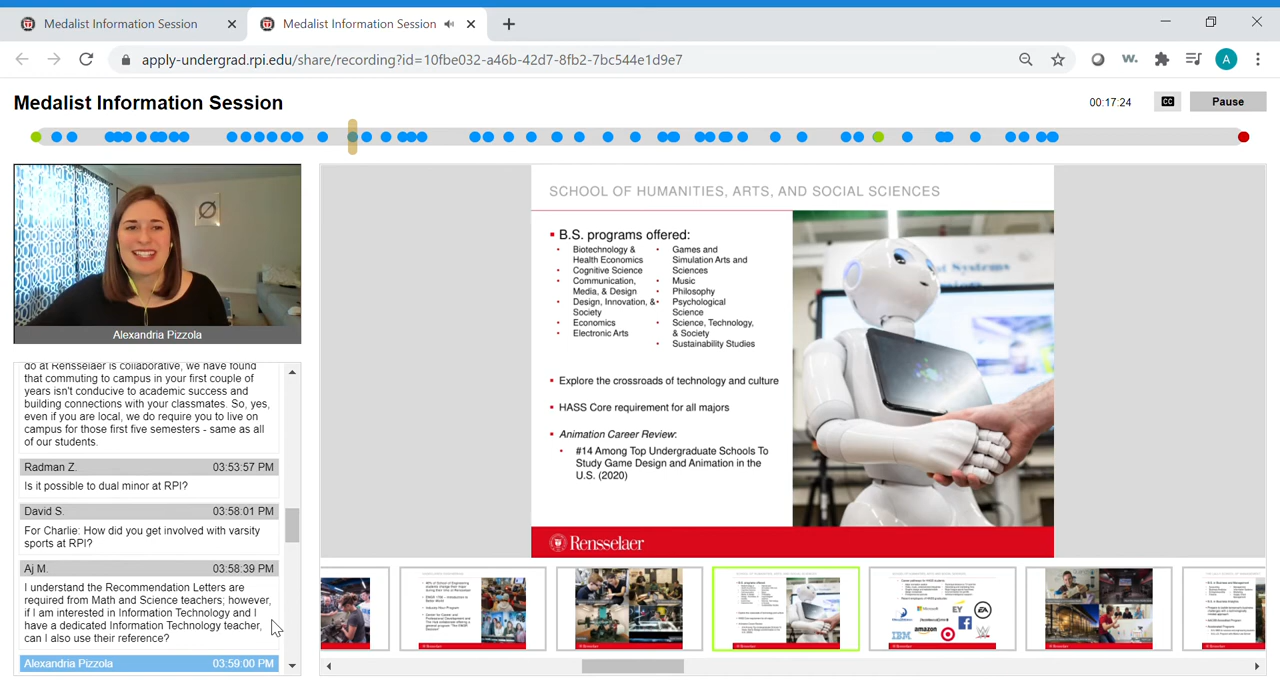 Medalist Information Session
Medalist Information Session
apply-undergrad.rpi.edu/share/recording?id=10fbe032-a46b-42d7-8fb2-7bc544e1d9e7
w.
A
Medalist Information Session
00:17:24
CC
Pause
Alexandria Pizzola
do at Rensselaer is collaborative, we have found
that commuting to campus in your first couple of
years isn't conducive to academic success and
building connections with your classmates. So, yes,
even if you are local, we do require you to live on
campus for those first five semesters - same as all
of our students.
Radman Z. 03:53:57 PM
Is it possible to dual minor at RPI?
David S. 03:58:01 PM
For Charlie: How did you get involved with varsity
sports at RPI?
Aj M. 03:58:39 PM
I understand the Recommendation Letters are
required from Math and Science teachers, however,
if I am interested in Information Technology and I
have a dedicated Information Technology teacher,
can I also use their reference?
Alexandria Pizzola 03:59:00 PM
SCHOOL OF HUMANITIES, ARTS, AND SOCIAL SCIENCES
▪ B.S. programs offered:
• Biotechnology &
Health Economics
• Cognitive Science
• Communication,
Media, & Design
• Design, Innovation, &
Society
• Economics
• Electronic Arts
• Games and
Simulation Arts and
Sciences
• Music
• Philosophy
• Psychological
Science
• Science, Technology,
& Society
• Sustainability Studies
▪ Explore the crossroads of technology and culture
▪ HASS Core requirement for all majors
▪ Animation Career Review:
• #14 Among Top Undergraduate Schools To
Study Game Design and Animation in the
U.S. (2020)
Rensselaer
Microsoft
EY
EA
IBM
amazon